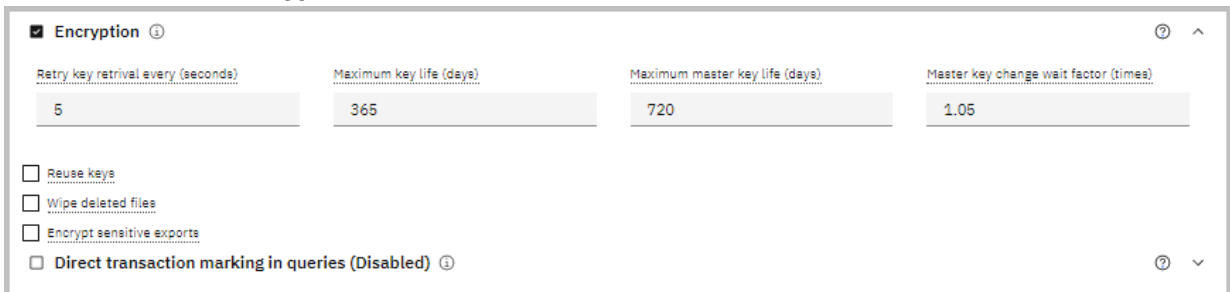 Encryption
Retry key retrival every (seconds) Maximum key life (days) Maximum master key life (days) Master key change wait factor (times)
5 365 720 1.05
Reuse keys
Wipe deleted files
Encrypt sensitive exports
Direct transaction marking in queries (Disabled)